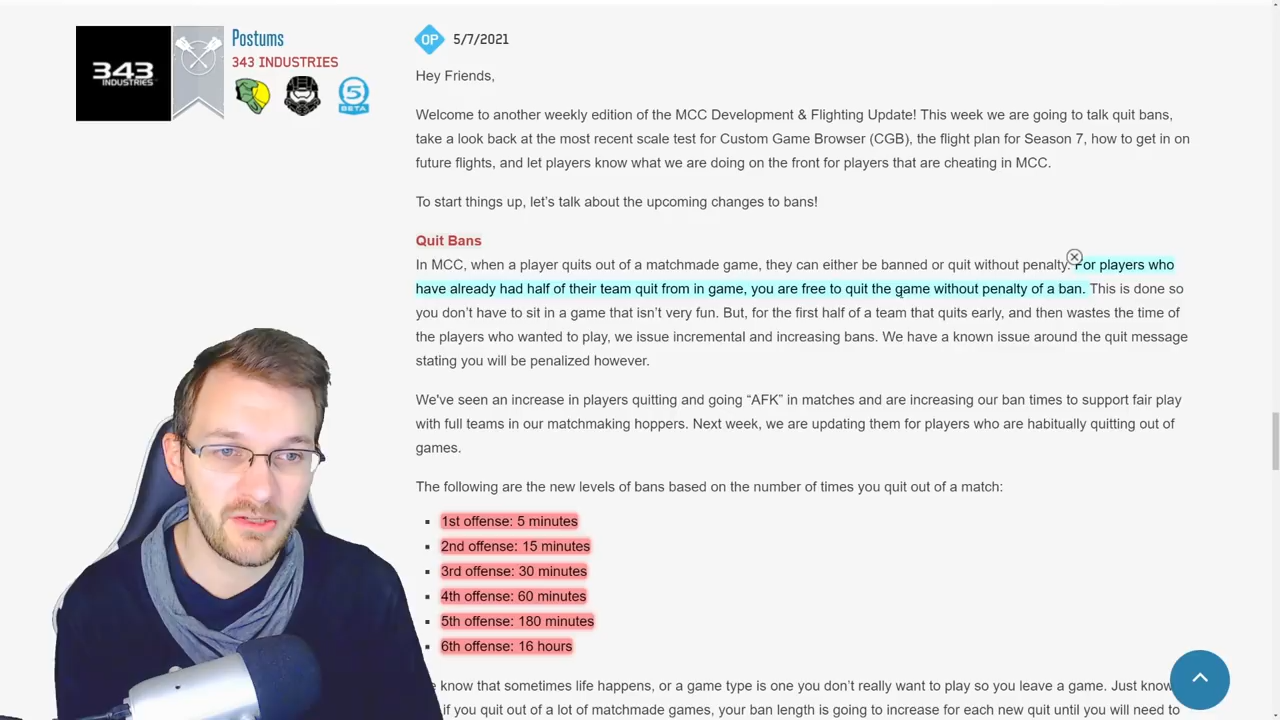 343
INDUSTRIES
Postums
343 INDUSTRIES
5
BETA
OP 5/7/2021
Hey Friends,
Welcome to another weekly edition of the MCC Development & Flighting Update! This week we are going to talk quit bans,
take a look back at the most recent scale test for Custom Game Browser (CGB), the flight plan for Season 7, how to get in on
future flights, and let players know what we are doing on the front for players that are cheating in MCC.
To start things up, let’s talk about the upcoming changes to bans!
Quit Bans
In MCC, when a player quits out of a matchmade game, they can either be banned or quit without penalty. For players who
have already had half of their team quit from in game, you are free to quit the game without penalty of a ban. This is done so
you don’t have to sit in a game that isn’t very fun. But, for the first half of a team that quits early, and then wastes the time of
the players who wanted to play, we issue incremental and increasing bans. We have a known issue around the quit message
stating you will be penalized however.
We've seen an increase in players quitting and going “AFK” in matches and are increasing our ban times to support fair play
with full teams in our matchmaking hoppers. Next week, we are updating them for players who are habitually quitting out of
games.
The following are the new levels of bans based on the number of times you quit out of a match:
1st offense: 5 minutes
2nd offense: 15 minutes
3rd offense: 30 minutes
4th offense: 60 minutes
5th offense: 180 minutes
6th offense: 16 hours
know that sometimes life happens, or a game type is one you don’t really want to play so you leave a game. Just know
if you quit out of a lot of matchmade games, your ban length is going to increase for each new quit until you will need to